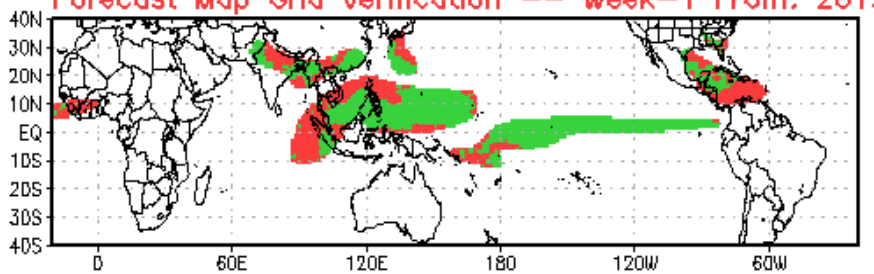 Forecast Map Grid Verification -- Week-1 from: 201
40N
30N
20N
10N
EQ
10S
20S
30S
40S
0 60E 120E 180 120W 60W